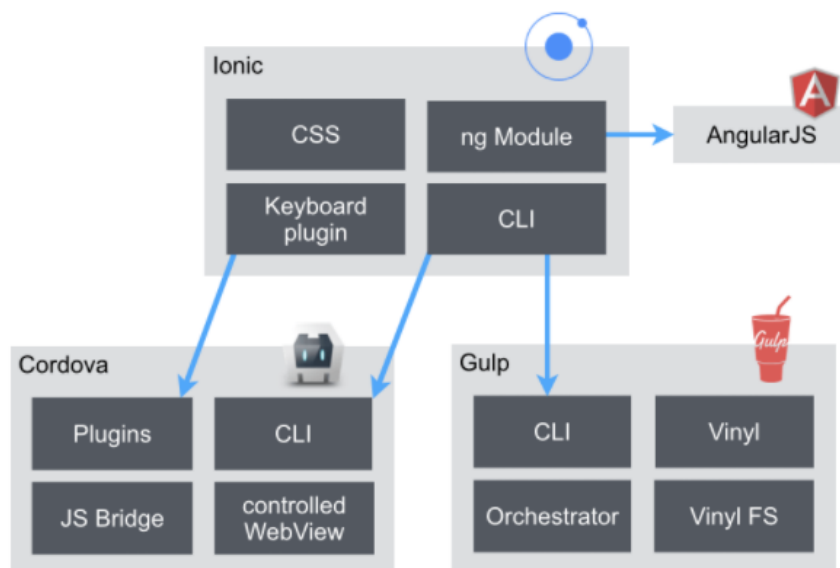 Ionic
CSS
ng Module
AngularJS
Keyboard
plugin
CLI
Cordova
Plugins
CLI
JS Bridge
controlled
WebView
Gulp
Gulp
CLI
Vinyl
Orchestrator
Vinyl FS